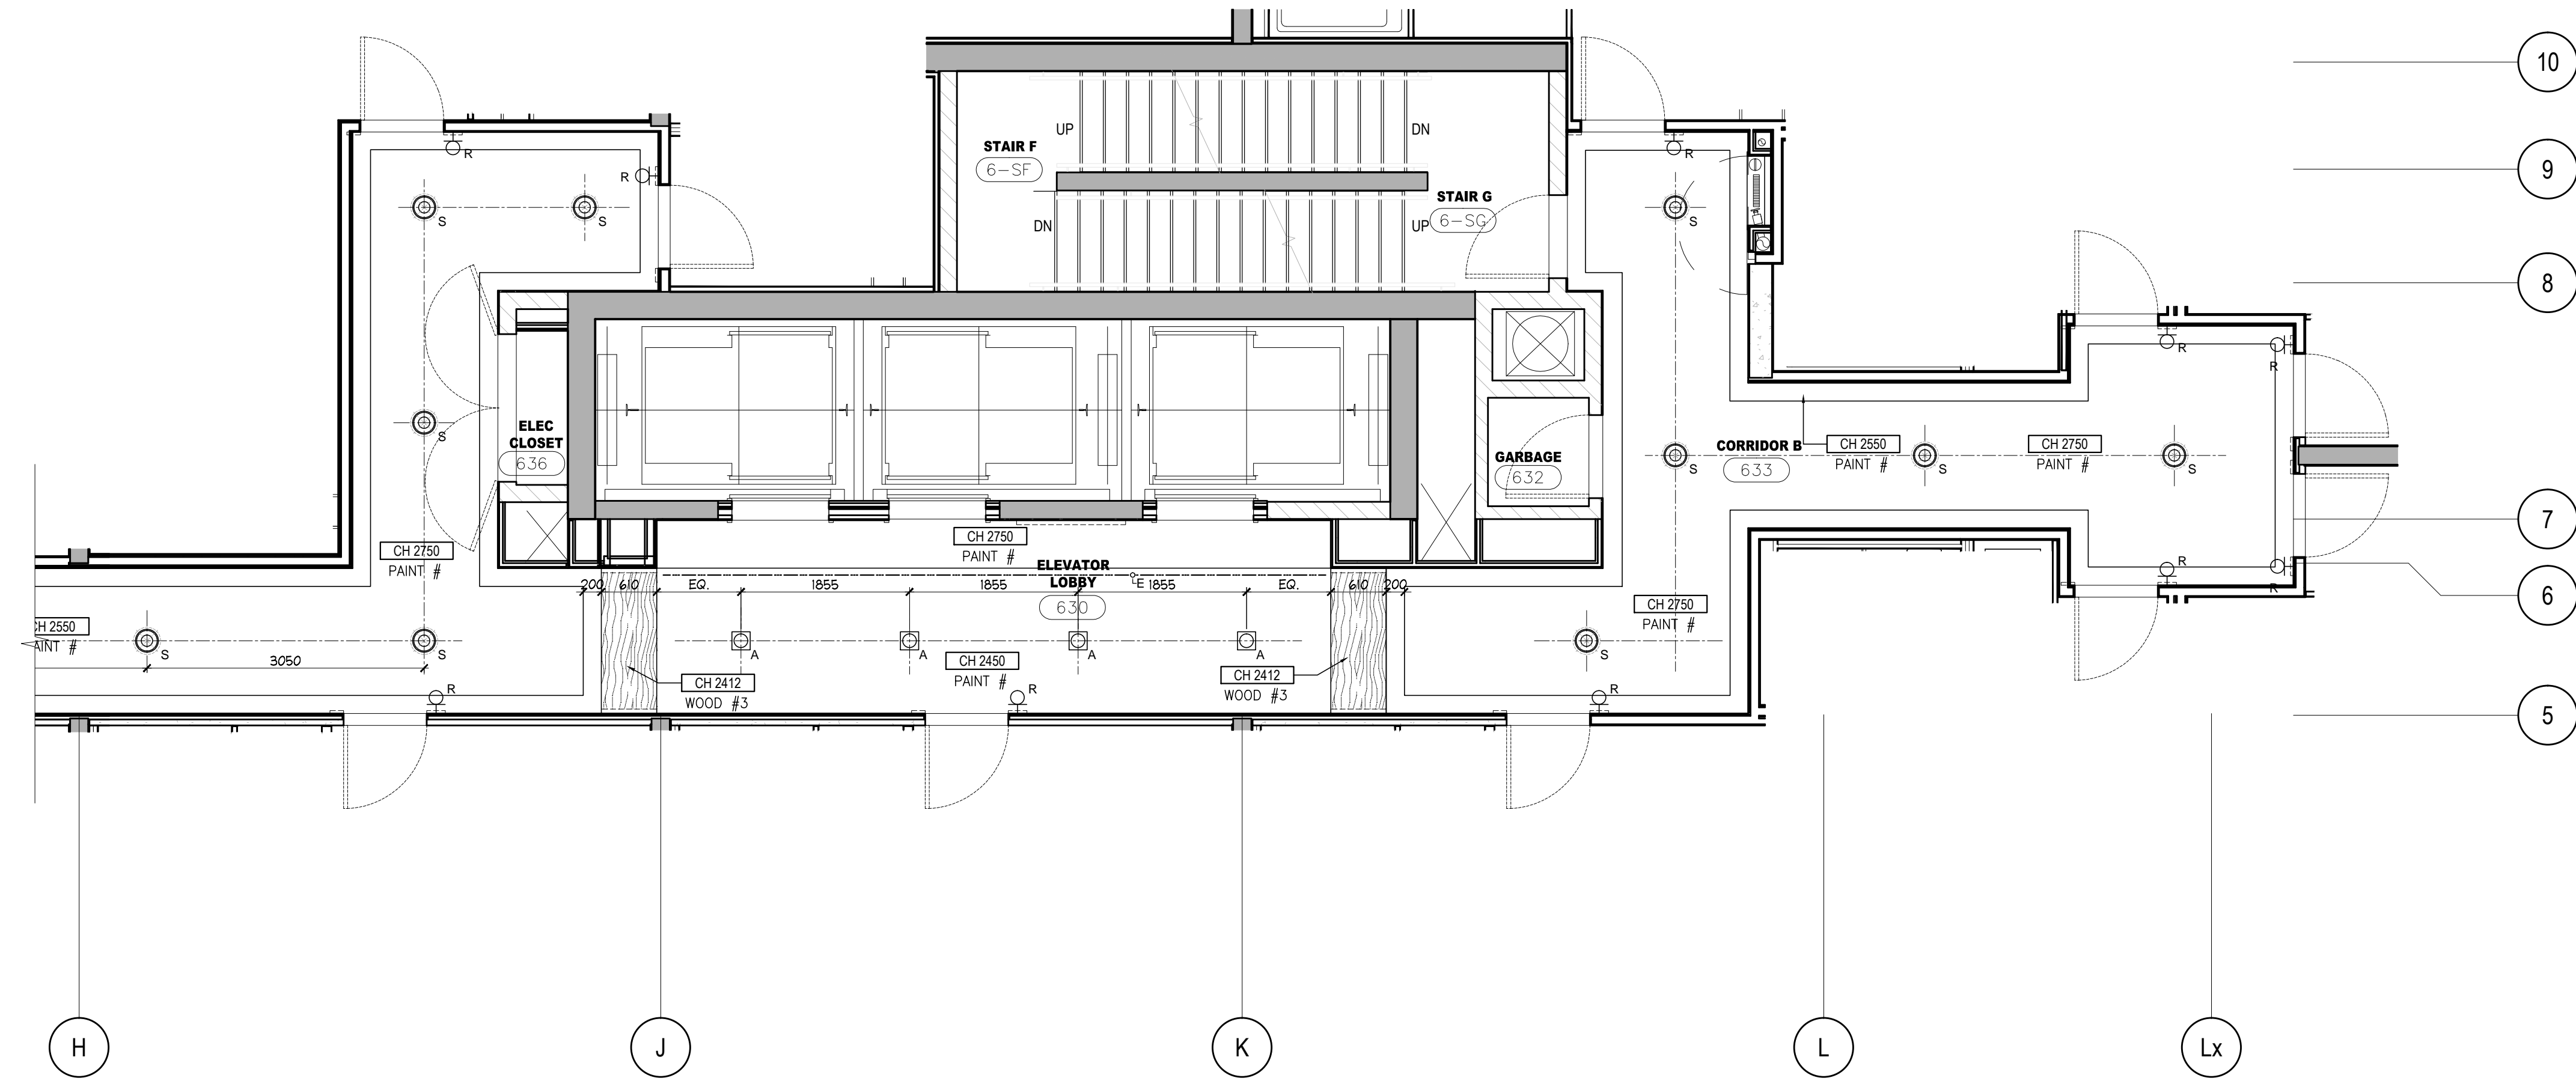 10
9
8
7
6
5
H
J
K
L
Lx
R
R
S
S
S
S
S
3050
CH 2550
CH 2750
PAINT #
R
ELEC
CLOSET
636
STAIR F
6-SF
UP
DN
DN
UP
STAIR G
6-SG
CH 2750
PAINT #
ELEVATOR
LOBBY
630
E
200
610
EQ.
1855
1855
1855
EQ.
610
200
A
A
A
A
CH 2450
PAINT #
CH 2412
WOOD #3
CH 2412
WOOD #3
R
GARBAGE
632
R
S
S
CORRIDOR B
633
CH 2550
PAINT #
S
CH 2750
PAINT #
S
CH 2750
PAINT #
S
R
R
R
R
R